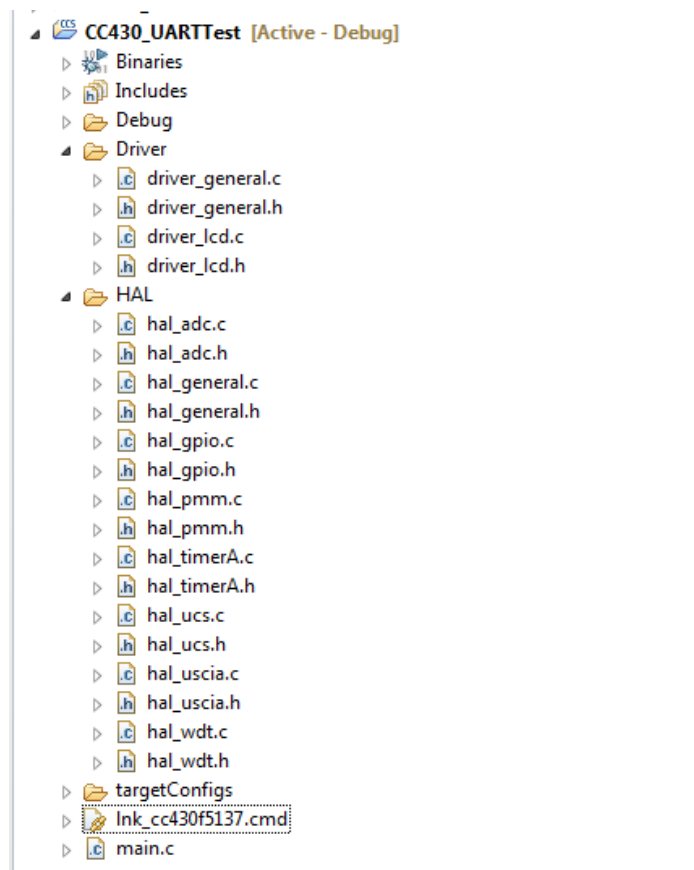 CC430_UARTTest [Active - Debug]
Binaries
Includes
Debug
Driver
driver_general.c
driver_general.h
driver_lcd.c
driver_lcd.h
HAL
hal_adc.c
hal_adc.h
hal_general.c
hal_general.h
hal_gpio.c
hal_gpio.h
hal_pmm.c
hal_pmm.h
hal_timerA.c
hal_timerA.h
hal_ucs.c
hal_ucs.h
hal_uscia.c
hal_uscia.h
hal_wdt.c
hal_wdt.h
targetConfigs
lnk_cc430f5137.cmd
main.c